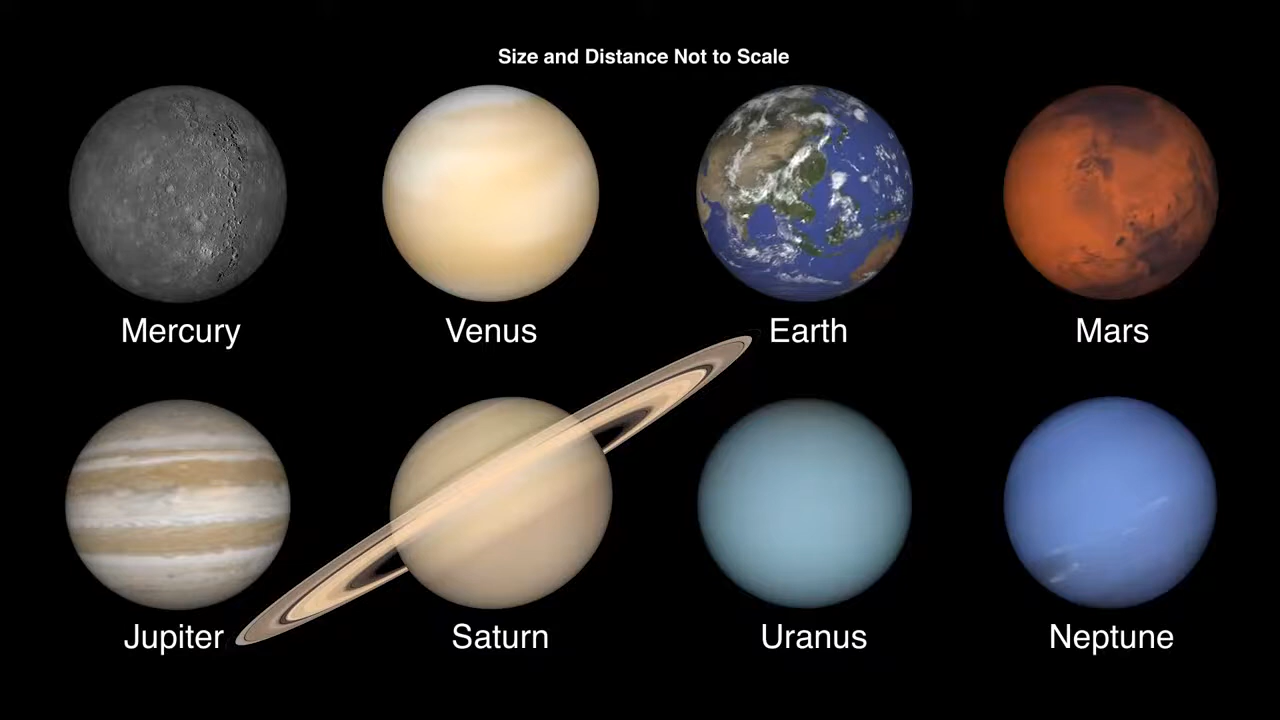 Size and Distance Not to Scale
Mercury
Venus
Earth
Mars
Jupiter
Saturn
Uranus
Neptune